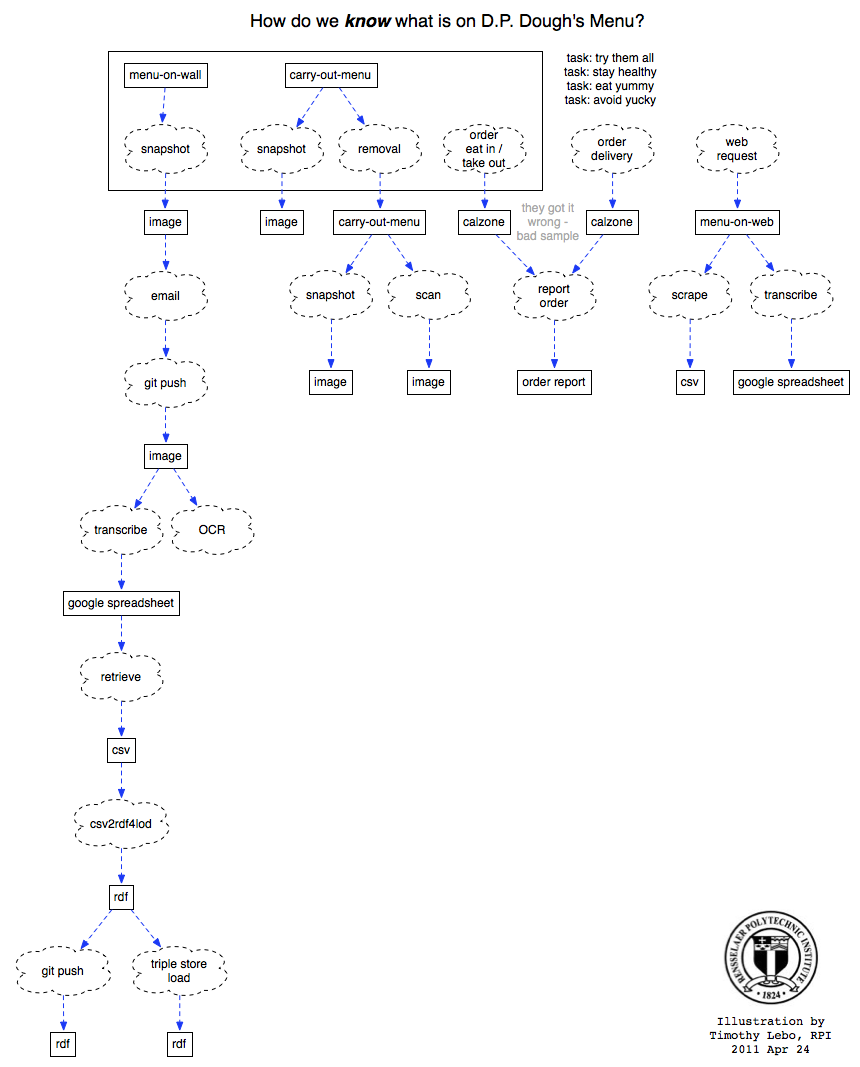 How do we know what is on D.P. Dough's Menu?
task: try them all
task: stay healthy
task: eat yummy
task: avoid yucky
menu-on-wall
carry-out-menu
snapshot
snapshot
removal
order
eat in /
take out
order
delivery
web
request
image
image
carry-out-menu
calzone
they got it
wrong -
bad sample
calzone
menu-on-web
email
snapshot
scan
report
order
scrape
transcribe
git push
image
image
order report
csv
google spreadsheet
image
transcribe
OCR
google spreadsheet
retrieve
csv
csv2rdf4lod
rdf
git push
triple store
load
rdf
rdf
RENSSELAER POLYTECHNIC INSTITUTE
• 1824 •
Illustration by
Timothy Lebo, RPI
2011 Apr 24